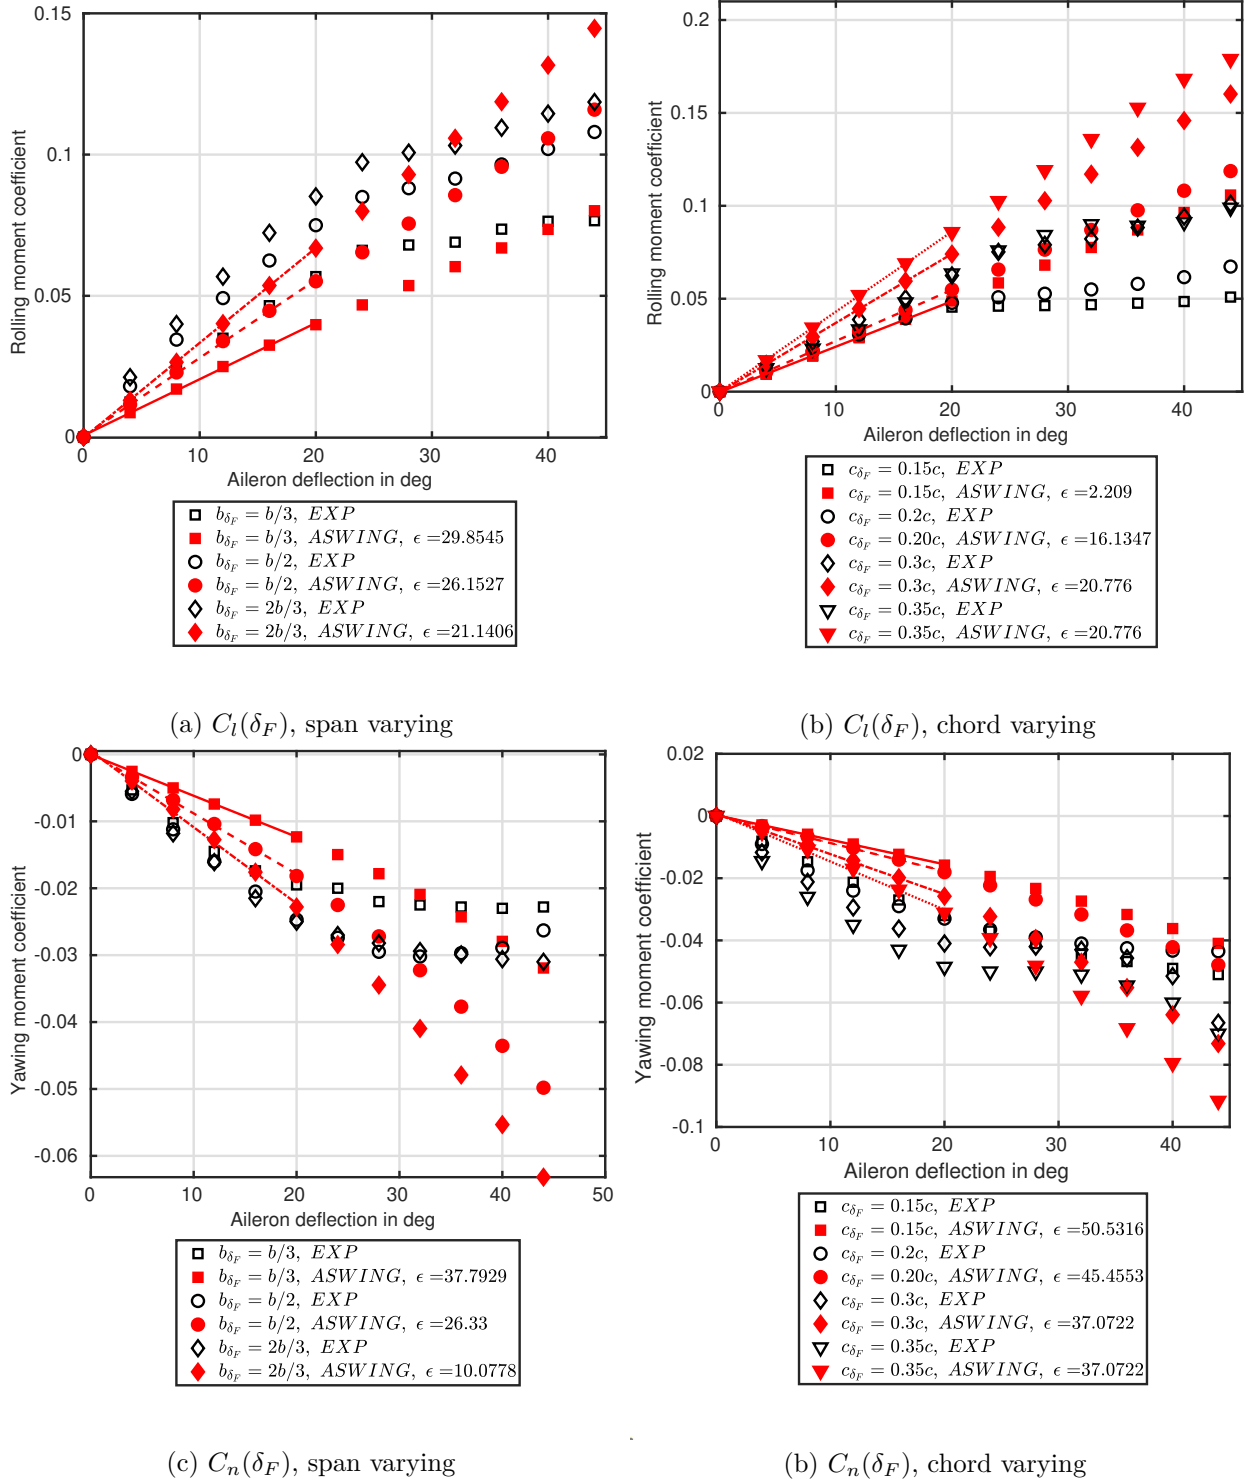 0.15
0.1
0.05
0
0 10 20 30 40
Rolling moment coefficient
Aileron deflection in deg
b_{δ_F} = b/3, EXP
b_{δ_F} = b/3, ASWING, ϵ =29.8545
b_{δ_F} = b/2, EXP
b_{δ_F} = b/2, ASWING, ϵ =26.1527
b_{δ_F} = 2b/3, EXP
b_{δ_F} = 2b/3, ASWING, ϵ =21.1406
(a) C_l(δ_F), span varying
0.2
0.15
0.1
0.05
0
0 10 20 30 40
Rolling moment coefficient
Aileron deflection in deg
c_{δ_F} = 0.15c, EXP
c_{δ_F} = 0.15c, ASWING, ϵ =2.209
c_{δ_F} = 0.2c, EXP
c_{δ_F} = 0.20c, ASWING, ϵ =16.1347
c_{δ_F} = 0.3c, EXP
c_{δ_F} = 0.3c, ASWING, ϵ =20.776
c_{δ_F} = 0.35c, EXP
c_{δ_F} = 0.35c, ASWING, ϵ =20.776
(b) C_l(δ_F), chord varying
0
-0.01
-0.02
-0.03
-0.04
-0.05
-0.06
0 10 20 30 40 50
Yawing moment coefficient
Aileron deflection in deg
b_{δ_F} = b/3, EXP
b_{δ_F} = b/3, ASWING, ϵ =37.7929
b_{δ_F} = b/2, EXP
b_{δ_F} = b/2, ASWING, ϵ =26.33
b_{δ_F} = 2b/3, EXP
b_{δ_F} = 2b/3, ASWING, ϵ =10.0778
(c) C_n(δ_F), span varying
0.02
0
-0.02
-0.04
-0.06
-0.08
-0.1
0 10 20 30 40
Yawing moment coefficient
Aileron deflection in deg
c_{δ_F} = 0.15c, EXP
c_{δ_F} = 0.15c, ASWING, ϵ =50.5316
c_{δ_F} = 0.2c, EXP
c_{δ_F} = 0.20c, ASWING, ϵ =45.4553
c_{δ_F} = 0.3c, EXP
c_{δ_F} = 0.3c, ASWING, ϵ =37.0722
c_{δ_F} = 0.35c, EXP
c_{δ_F} = 0.35c, ASWING, ϵ =37.0722
(b) C_n(δ_F), chord varying